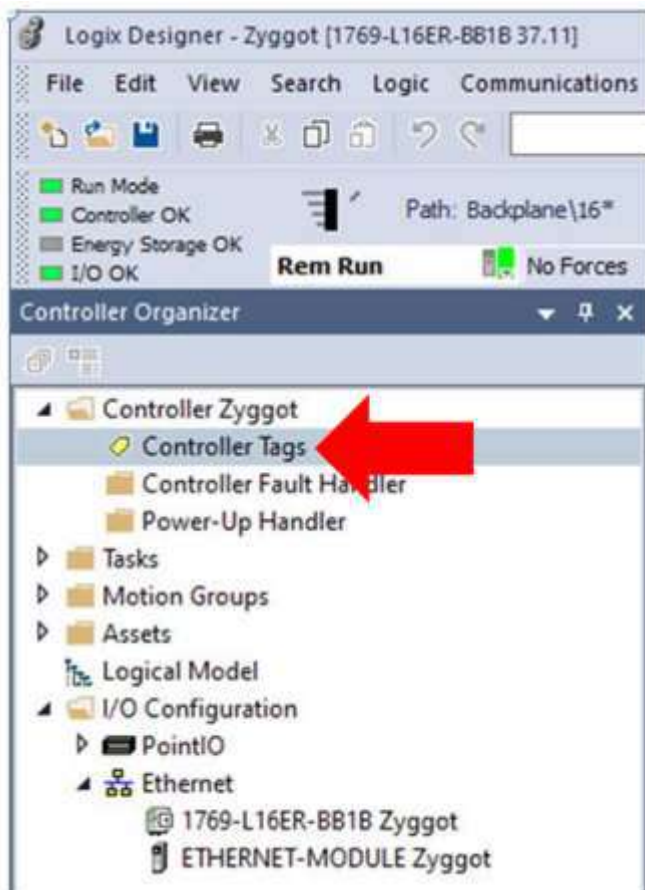 Logix Designer - Zyggot [1769-L16ER-BB1B 37.11]
File Edit View Search Logic Communications
Run Mode
Controller OK
Path: Backplane\16*
Energy Storage OK
I/O OK
Rem Run
No Forces
Controller Organizer
Controller Zyggot
Controller Tags
Controller Fault Handler
Power-Up Handler
Tasks
Motion Groups
Assets
Logical Model
I/O Configuration
PointIO
Ethernet
1769-L16ER-BB1B Zyggot
ETHERNET-MODULE Zyggot